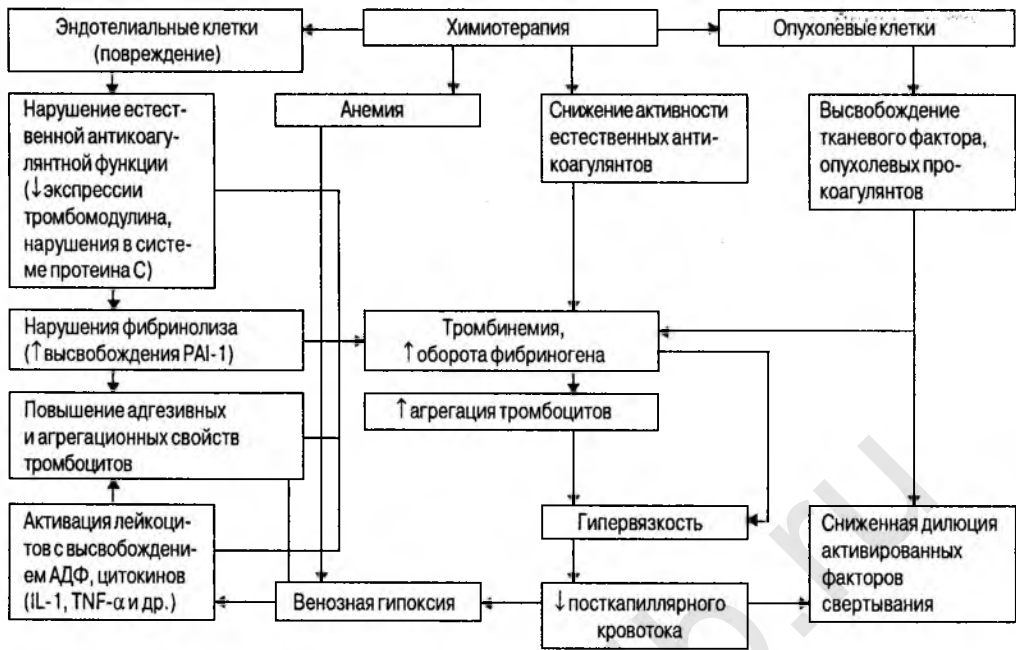 Эндотелиальные клетки
(повреждение)
Химиотерапия
Опухолевые клетки
Нарушение естест-
венной антикоагу-
лянтной функции
(↓экспрессии
тромбомодулина,
нарушения в систе-
ме протеина С)
Анемия
Снижение активности
естественных анти-
коагулянтов
Высвобождение
тканевого фактора,
опухолевых про-
коагулянтов
Нарушения фибринолиза
(↑высвобождения PAI-1)
Тромбинемия,
↑оборота фибриногена
Повышение адгезивных
и агрегационных свойств
тромбоцитов
↑агрегация тромбоцитов
Активация лейкоци-
тов с высвобождени-
ем АДФ, цитокинов
(IL-1, TNF-α и др.)
Венозная гипоксия
Гипервязкость
↓посткапиллярного
кровотока
Сниженная дилюция
активированных
факторов
свертывания
b.ru